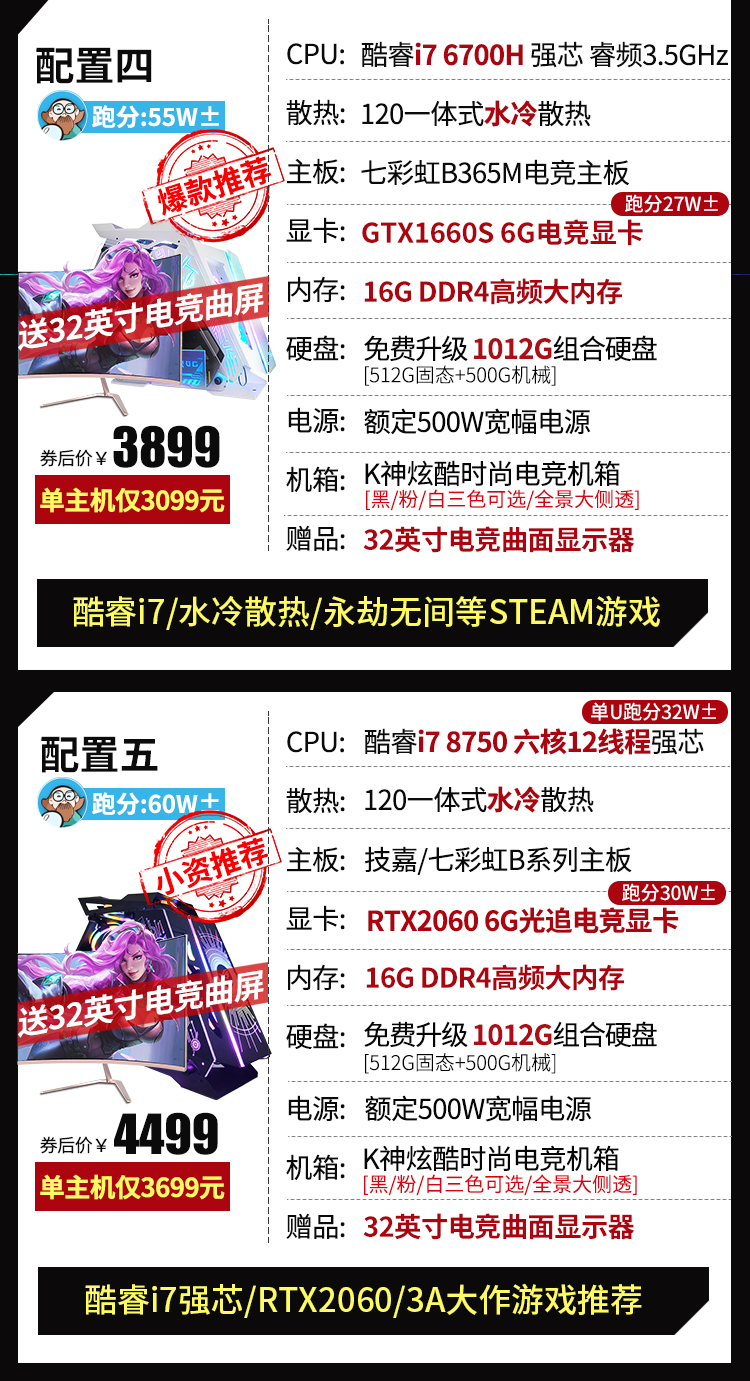 配置四
跑分:55W±
爆款推荐
送32英寸电竞曲屏
券后价￥3899
单主机仅3099元
CPU: 酷睿i7 6700H 强芯 睿频3.5GHz
散热: 120一体式水冷散热
主板: 七彩虹B365M电竞主板
跑分27W±
显卡: GTX1660S 6G电竞显卡
内存: 16G DDR4高频大内存
硬盘: 免费升级 1012G组合硬盘
[512G固态+500G机械]
电源: 额定500W宽幅电源
机箱: K神炫酷时尚电竞机箱
[黑/粉/白三色可选/全景大侧透]
赠品: 32英寸电竞曲面显示器
酷睿i7/水冷散热/永劫无间等STEAM游戏
配置五
跑分:60W±
小资推荐
送32英寸电竞曲屏
券后价￥4499
单主机仅3699元
单U跑分32W±
CPU: 酷睿i7 8750 六核12线程强芯
散热: 120一体式水冷散热
主板: 技嘉/七彩虹B系列主板
跑分30W±
显卡: RTX2060 6G光追电竞显卡
内存: 16G DDR4高频大内存
硬盘: 免费升级 1012G组合硬盘
[512G固态+500G机械]
电源: 额定500W宽幅电源
机箱: K神炫酷时尚电竞机箱
[黑/粉/白三色可选/全景大侧透]
赠品: 32英寸电竞曲面显示器
酷睿i7强芯/RTX2060/3A大作游戏推荐